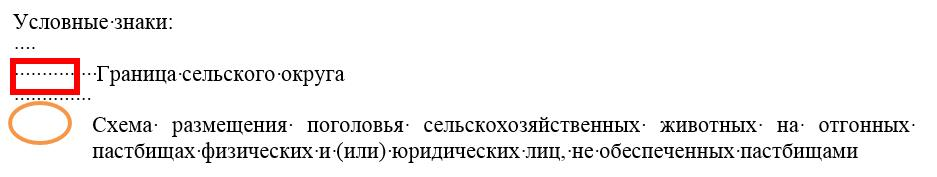 Условные знаки:
Граница сельского округа
Схема размещения поголовья сельскохозяйственных животных на отгонных
пастбищах физических и (или) юридических лиц, не обеспеченных пастбищами